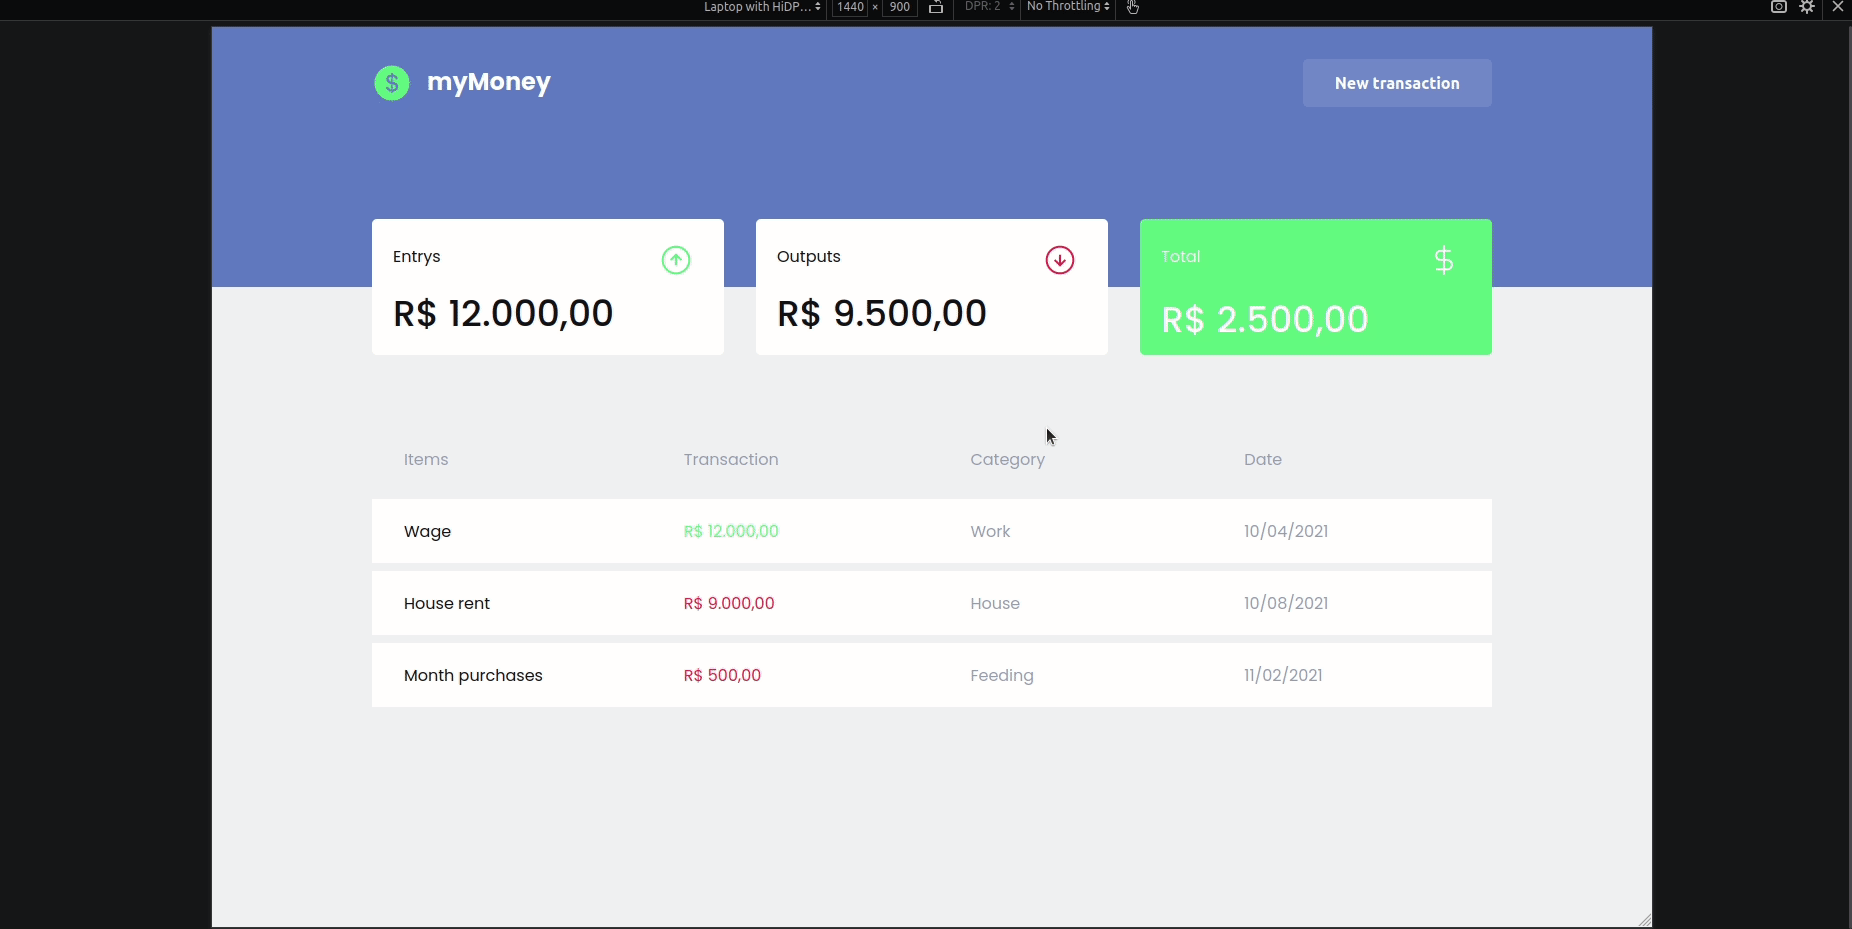 Laptop with HiDP... 1440 × 900 DPR: 2 No Throttling
$ myMoney
New transaction
Entrys
R$ 12.000,00
Outputs
R$ 9.500,00
Total
$
R$ 2.500,00
Items Transaction Category Date
Wage R$ 12.000,00 Work 10/04/2021
House rent R$ 9.000,00 House 10/08/2021
Month purchases R$ 500,00 Feeding 11/02/2021